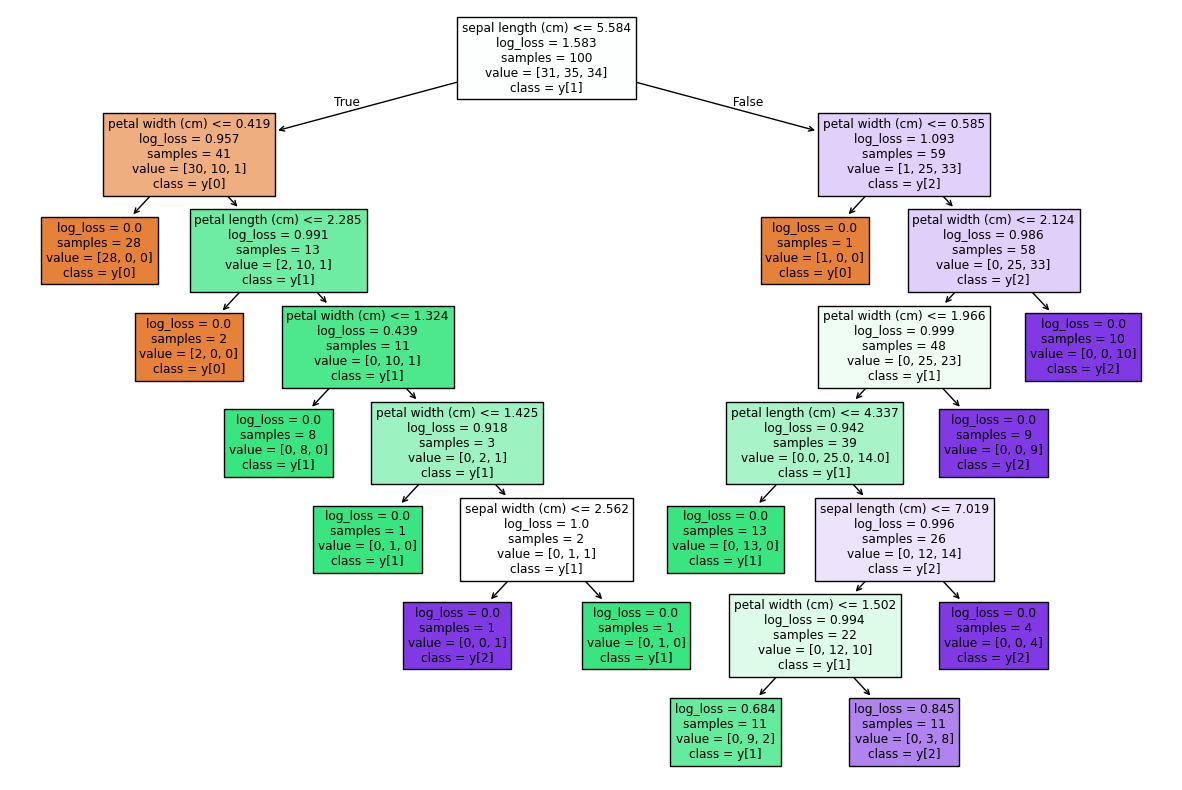 sepal length (cm) <= 5.584
log_loss = 1.583
samples = 100
value = [31, 35, 34]
class = y[1]
True
False
petal width (cm) <= 0.419
log_loss = 0.957
samples = 41
value = [30, 10, 1]
class = y[0]
petal width (cm) <= 0.585
log_loss = 1.093
samples = 59
value = [1, 25, 33]
class = y[2]
log_loss = 0.0
samples = 28
value = [28, 0, 0]
class = y[0]
petal length (cm) <= 2.285
log_loss = 0.991
samples = 13
value = [2, 10, 1]
class = y[1]
log_loss = 0.0
samples = 1
value = [1, 0, 0]
class = y[0]
petal width (cm) <= 2.124
log_loss = 0.986
samples = 58
value = [0, 25, 33]
class = y[2]
log_loss = 0.0
samples = 2
value = [2, 0, 0]
class = y[0]
petal width (cm) <= 1.324
log_loss = 0.439
samples = 11
value = [0, 10, 1]
class = y[1]
petal width (cm) <= 1.966
log_loss = 0.999
samples = 48
value = [0, 25, 23]
class = y[1]
log_loss = 0.0
samples = 10
value = [0, 0, 10]
class = y[2]
log_loss = 0.0
samples = 8
value = [0, 8, 0]
class = y[1]
petal width (cm) <= 1.425
log_loss = 0.918
samples = 3
value = [0, 2, 1]
class = y[1]
petal length (cm) <= 4.337
log_loss = 0.942
samples = 39
value = [0.0, 25.0, 14.0]
class = y[1]
log_loss = 0.0
samples = 9
value = [0, 0, 9]
class = y[2]
log_loss = 0.0
samples = 1
value = [0, 1, 0]
class = y[1]
sepal width (cm) <= 2.562
log_loss = 1.0
samples = 2
value = [0, 1, 1]
class = y[1]
log_loss = 0.0
samples = 13
value = [0, 13, 0]
class = y[1]
sepal length (cm) <= 7.019
log_loss = 0.996
samples = 26
value = [0, 12, 14]
class = y[2]
log_loss = 0.0
samples = 1
value = [0, 0, 1]
class = y[2]
log_loss = 0.0
samples = 1
value = [0, 1, 0]
class = y[1]
petal width (cm) <= 1.502
log_loss = 0.994
samples = 22
value = [0, 12, 10]
class = y[1]
log_loss = 0.0
samples = 4
value = [0, 0, 4]
class = y[2]
log_loss = 0.684
samples = 11
value = [0, 9, 2]
class = y[1]
log_loss = 0.845
samples = 11
value = [0, 3, 8]
class = y[2]